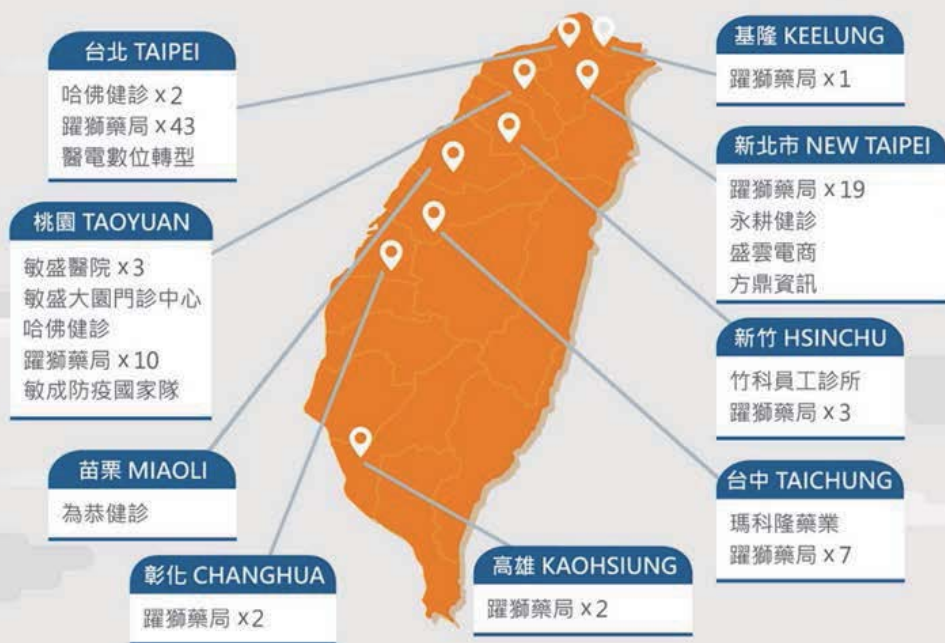 台北 TAIPEI
哈佛健診 x 2
躍獅藥局 x 43
醫電數位轉型
桃園 TAOYUAN
敏盛醫院 x 3
敏盛大園門診中心
哈佛健診
躍獅藥局 x 10
敏成防疫國家隊
苗栗 MIAOLI
為恭健診
彰化 CHANGHUA
躍獅藥局 x 2
高雄 KAOHSIUNG
躍獅藥局 x 2
基隆 KEELUNG
躍獅藥局 x 1
新北市 NEW TAIPEI
躍獅藥局 x 19
永耕健診
盛雲電商
方鼎資訊
新竹 HSINCHU
竹科員工診所
躍獅藥局 x 3
台中 TAICHUNG
瑪科隆藥業
躍獅藥局 x 7